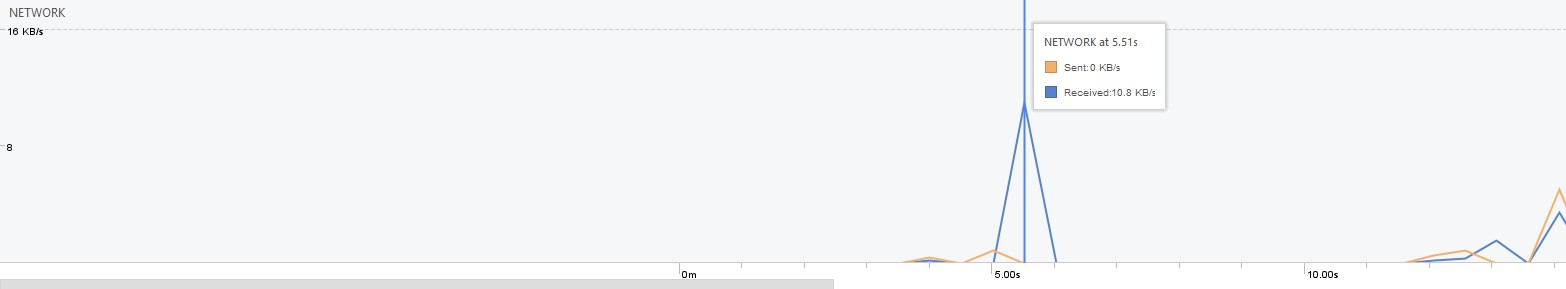 NETWORK
16 KB/s
NETWORK at 5.51s
Sent:0 KB/s
Received:10.8 KB/s
8
0m
5.00s
10.00s